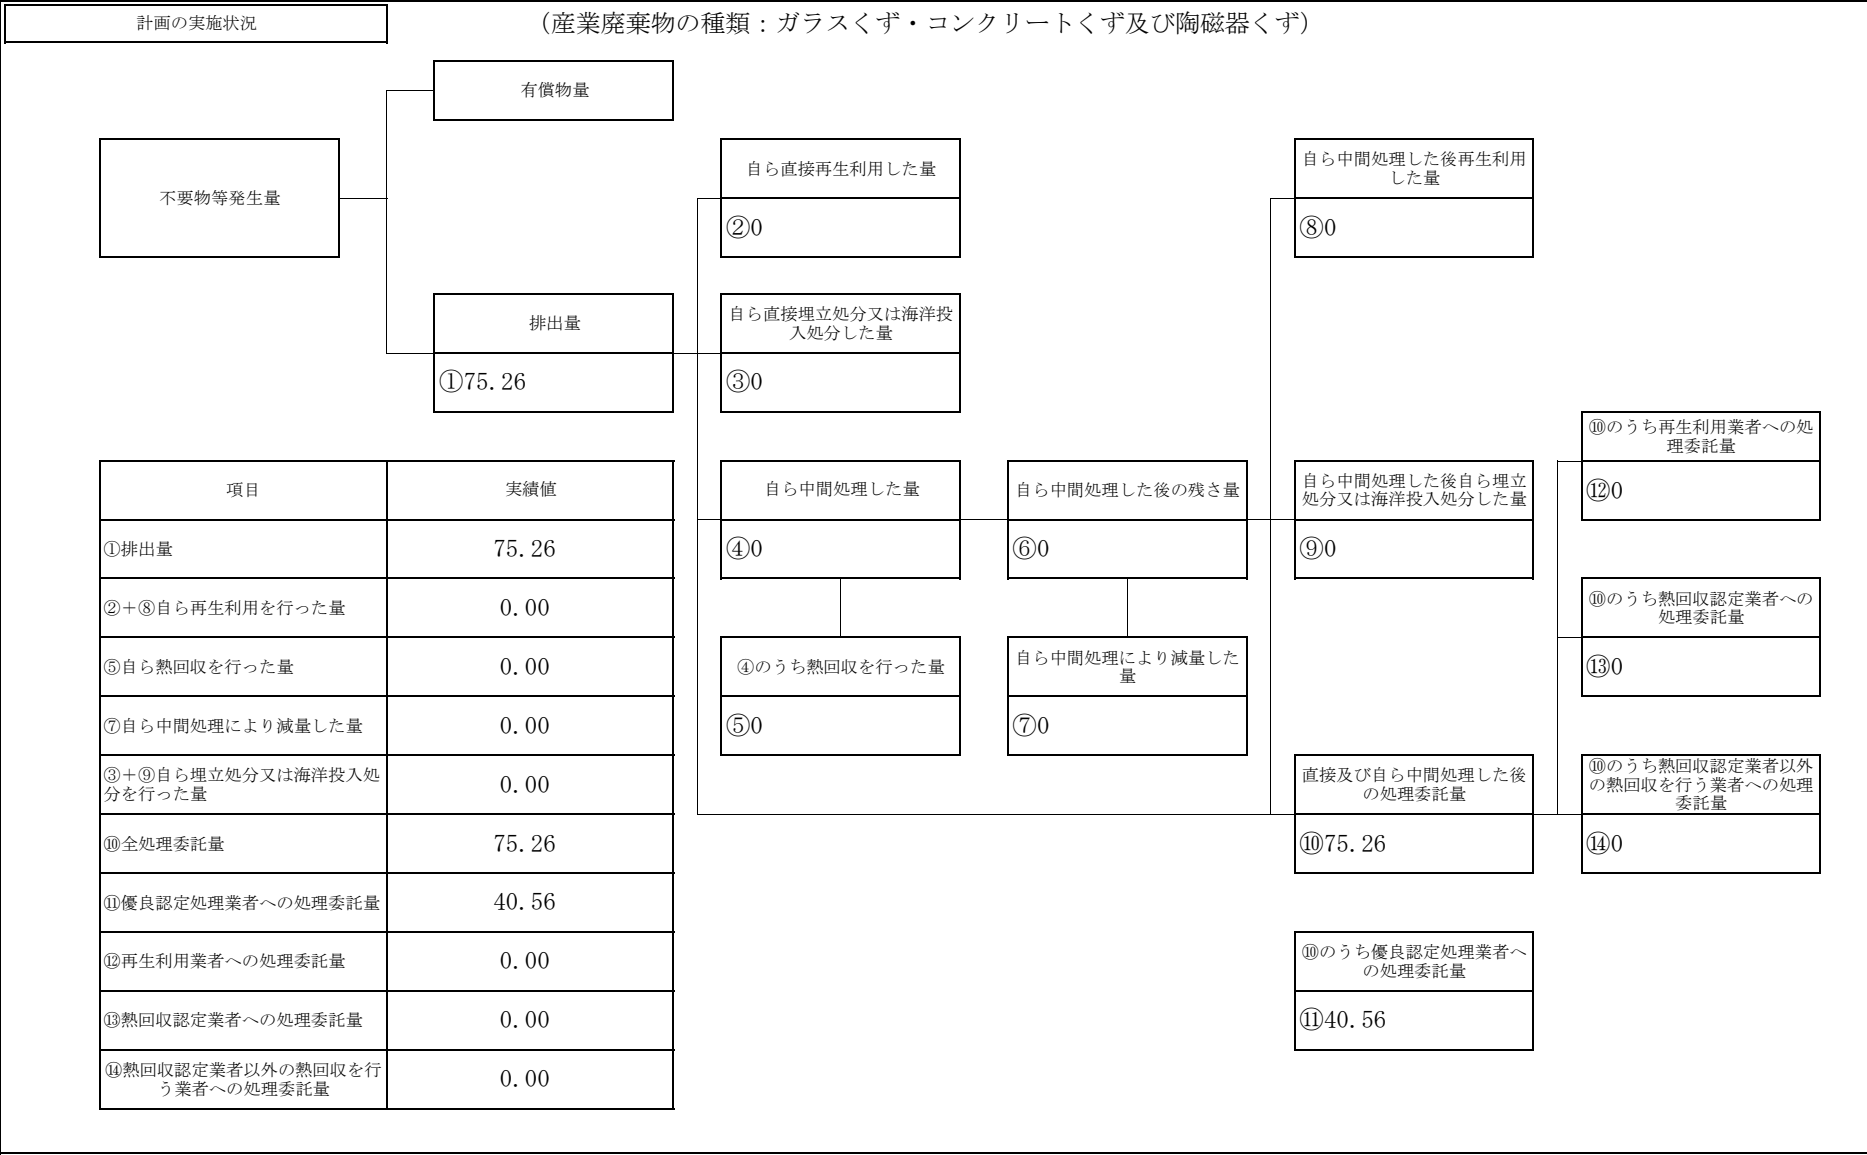 計画の実施状況
（産業廃棄物の種類：ガラスくず・コンクリートくず及び陶磁器くず）
有償物量
不要物等発生量
自ら直接再生利用した量
②0
自ら中間処理した後再生利用
した量
⑧0
排出量
①75.26
自ら直接埋立処分又は海洋投
入処分した量
③0
項目
実績値
①排出量
75.26
②＋⑧自ら再生利用を行った量
0.00
⑤自ら熱回収を行った量
0.00
⑦自ら中間処理により減量した量
0.00
③＋⑨自ら埋立処分又は海洋投入処
分を行った量
0.00
⑩全処理委託量
75.26
⑪優良認定処理業者への処理委託量
40.56
⑫再生利用業者への処理委託量
0.00
⑬熱回収認定業者への処理委託量
0.00
⑭熱回収認定業者以外の熱回収を行
う業者への処理委託量
0.00
自ら中間処理した量
④0
④のうち熱回収を行った量
⑤0
自ら中間処理した後の残さ量
⑥0
自ら中間処理により減量した
量
⑦0
自ら中間処理した後自ら埋立
処分又は海洋投入処分した量
⑨0
直接及び自ら中間処理した後
の処理委託量
⑩75.26
⑩のうち優良認定処理業者へ
の処理委託量
⑪40.56
⑩のうち再生利用業者への処
理委託量
⑫0
⑩のうち熱回収認定業者への
処理委託量
⑬0
⑩のうち熱回収認定業者以外
の熱回収を行う業者への処理
委託量
⑭0